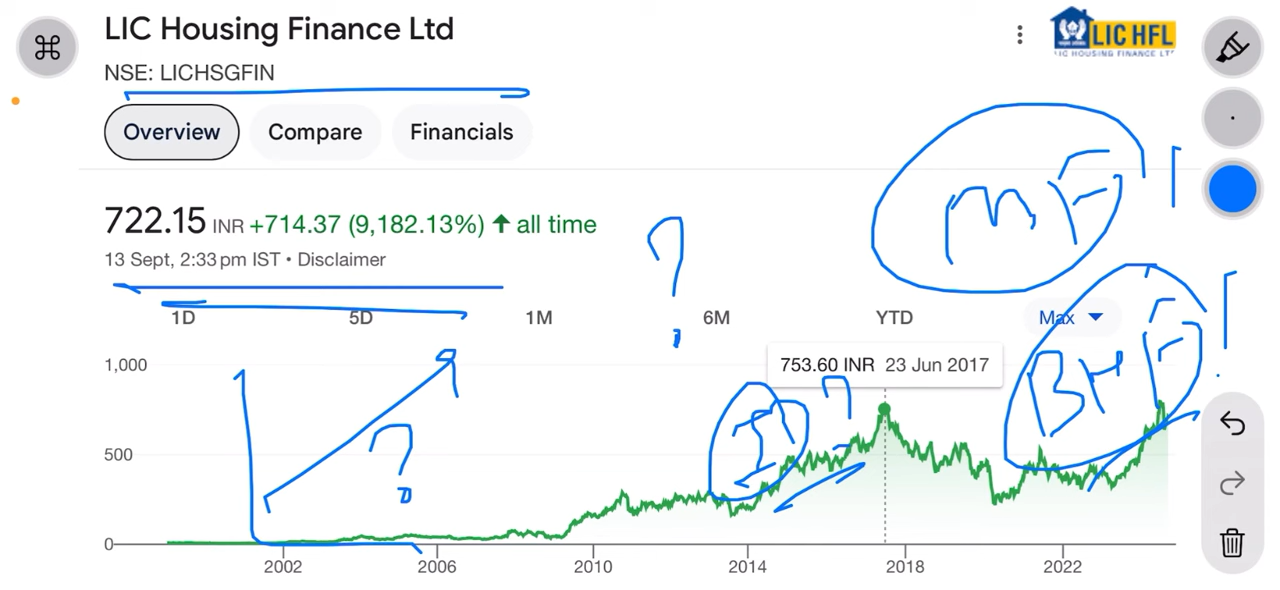 LIC Housing Finance Ltd
LIC HFL
LIC HOUSING FINANCE LT
NSE: LICHSGFIN
Overview Compare Financials
MF!
722.15 INR +714.37 (9,182.13%) ↑ all time
?
13 Sept, 2:33 pm IST • Disclaimer
1D 5D 1M 6M YTD Max
BHF!
1,000
753.60 INR 23 Jun 2017
?
?
500
0
2002 2006 2010 2014 2018 2022